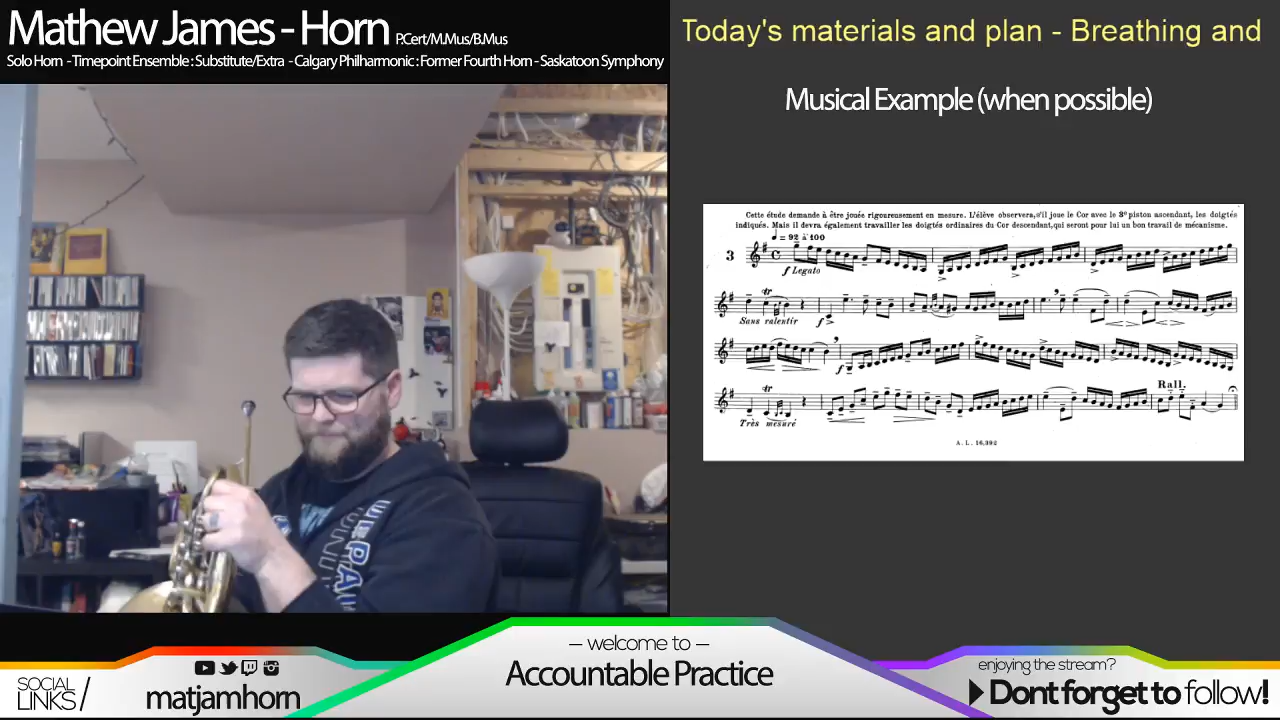 Mathew James - Horn P.Cert/M.Mus/B.Mus
Solo Horn - Timepoint Ensemble : Substitute/Extra - Calgary Philharmonic : Former Fourth Horn - Saskatoon Symphony
Today's materials and plan - Breathing and
Musical Example (when possible)
Cette étude demande à être jouée rigoureusement en mesure. L'élève observera, s'il joue le Cor avec le 3e piston ascendant, les doigtés
indiqués. Mais il devra également travailler les doigtés ordinaires du Cor descendant, qui seront pour lui un bon travail de mécanisme.
♩ = 92 à 100
3
f Legato
tr
Sans ralentir f
f
Rall.
tr
Très mesuré
A. L. 16,392
– welcome to –
Accountable Practice
SOCIAL
LINKS /
matjamhorn
enjoying the stream?
Dont forget to follow!